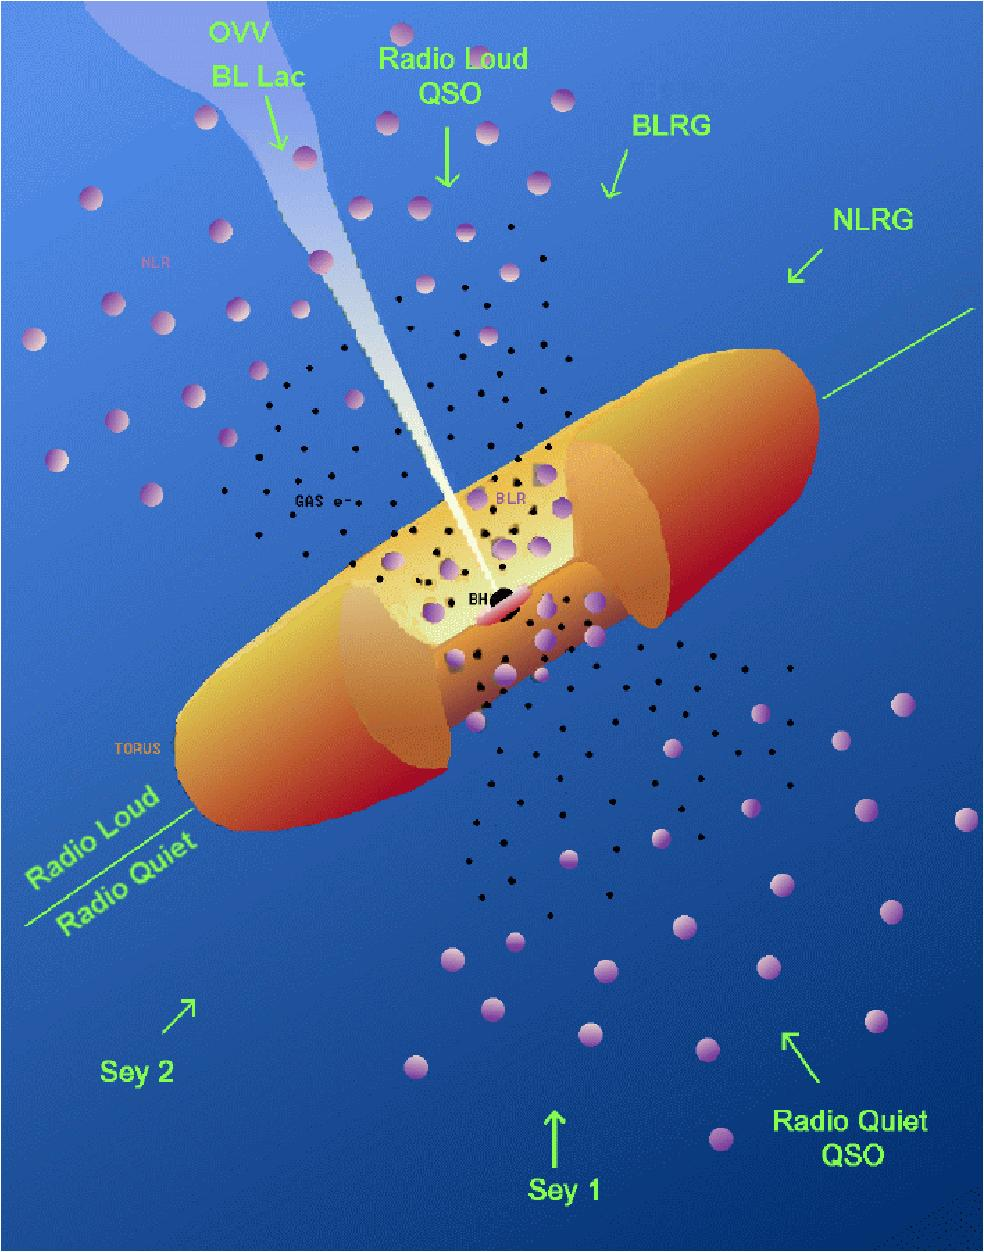 OVV
BL Lac
Radio Loud
QSO
BLRG
NLRG
NLR
GAS e-
BLR
BH
TORUS
Radio Loud
Radio Quiet
Sey 2
Radio Quiet
QSO
Sey 1